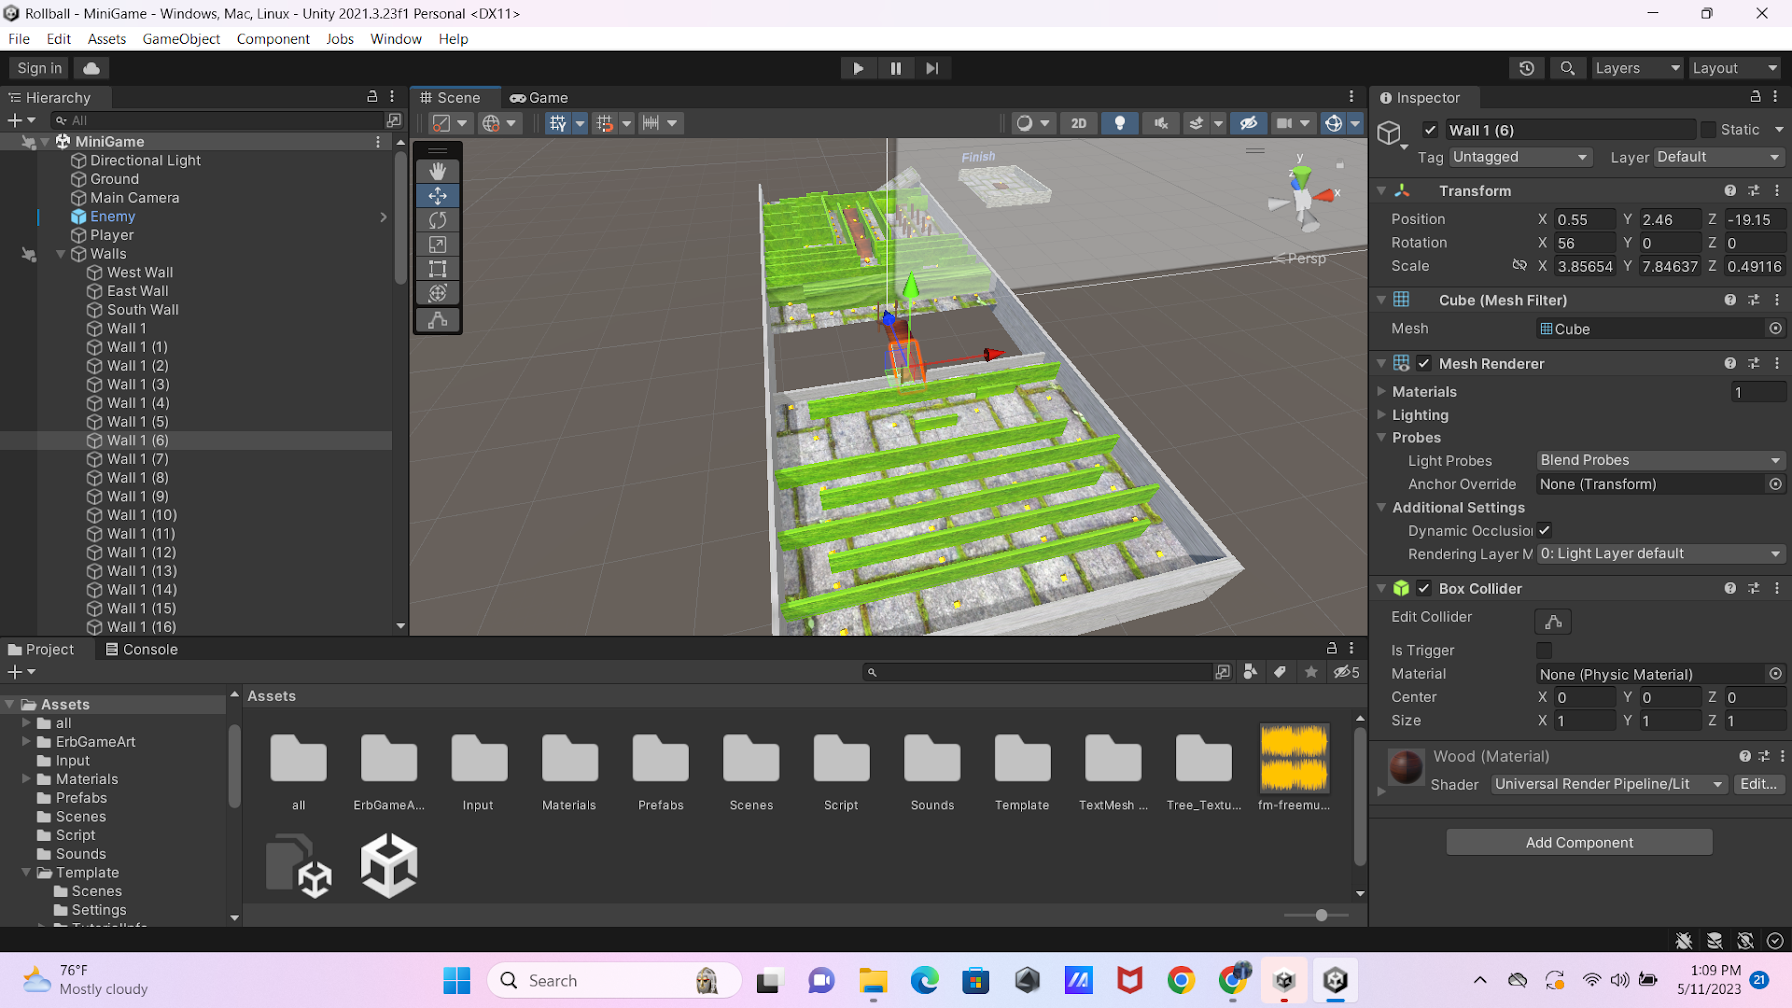 Rollball - MiniGame - Windows, Mac, Linux - Unity 2021.3.23f1 Personal <DX11>
File Edit Assets GameObject Component Jobs Window Help
Sign in
Layers Layout
Hierarchy
All
MiniGame
Directional Light
Ground
Main Camera
Enemy
Player
Walls
West Wall
East Wall
South Wall
Wall 1
Wall 1 (1)
Wall 1 (2)
Wall 1 (3)
Wall 1 (4)
Wall 1 (5)
Wall 1 (6)
Wall 1 (7)
Wall 1 (8)
Wall 1 (9)
Wall 1 (10)
Wall 1 (11)
Wall 1 (12)
Wall 1 (13)
Wall 1 (14)
Wall 1 (15)
Wall 1 (16)
Scene Game
2D
Finish
y
z
x
Persp
Inspector
Wall 1 (6) Static
Tag Untagged Layer Default
Transform
Position X 0.55 Y 2.46 Z -19.15
Rotation X 56 Y 0 Z 0
Scale X 3.85654 Y 7.84637 Z 0.49116
Cube (Mesh Filter)
Mesh Cube
Mesh Renderer
Materials 1
Lighting
Probes
Light Probes Blend Probes
Anchor Override None (Transform)
Additional Settings
Dynamic Occlusion
Rendering Layer M 0: Light Layer default
Box Collider
Edit Collider
Is Trigger
Material None (Physic Material)
Center X 0 Y 0 Z 0
Size X 1 Y 1 Z 1
Wood (Material)
Shader Universal Render Pipeline/Lit Edit...
Add Component
Project Console
5
Assets
all
ErbGameArt
Input
Materials
Prefabs
Scenes
Script
Sounds
Template
Scenes
Settings
TutorialInfo
Assets
all ErbGameA... Input Materials Prefabs Scenes Script Sounds Template TextMesh ... Tree_Textu... fm-freemu...
76°F
Mostly cloudy
Search
1:09 PM
5/11/2023
21